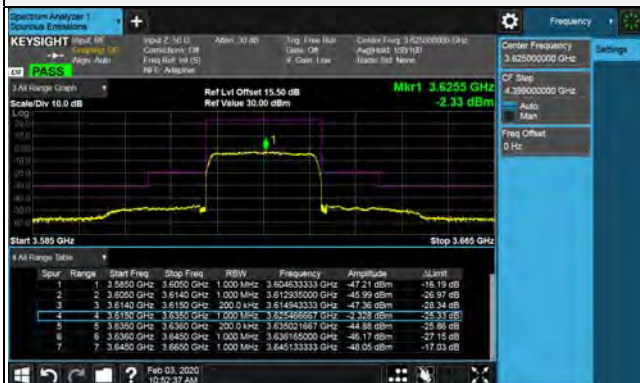 Spectrum Analyzer 1
Spurious Emissions
Frequency
KEYSIGHT Input: RF
Coupling: DC
Align: Auto
Input Z: 50 Ω
Corrections: Off
Freq Ref: Int (S)
NFE: Adaptive
Atten: 30 dB
Trig: Free Run
Gate: Off
IF Gain: Low
Center Freq: 3.625000000 GHz
Avg|Hold: 100/100
Radio Std: None
PASS
Center Frequency
3.625000000 GHz
Settings
CF Step
4.399000000 GHz
Auto
Man
Freq Offset
0 Hz
3 All Range Graph
Scale/Div 10.0 dB
Ref Lvl Offset 15.50 dB
Ref Value 30.00 dBm
Mkr1 3.6255 GHz
-2.33 dBm
Log
1
Start 3.585 GHz
Stop 3.665 GHz
All Range Table
Spur Range Start Freq Stop Freq RBW Frequency Amplitude ΔLimit
1 1 3.5850 GHz 3.6050 GHz 1.000 MHz 3.604633333 GHz -47.21 dBm -16.19 dB
2 2 3.6050 GHz 3.6140 GHz 1.000 MHz 3.612935000 GHz -45.99 dBm -26.97 dB
3 3 3.6140 GHz 3.6150 GHz 200.0 kHz 3.614943333 GHz -47.36 dBm -28.34 dB
4 4 3.6150 GHz 3.6350 GHz 1.000 MHz 3.625466667 GHz -2.328 dBm -25.33 dB
5 5 3.6350 GHz 3.6360 GHz 200.0 kHz 3.635021667 GHz -44.88 dBm -25.86 dB
6 6 3.6360 GHz 3.6450 GHz 1.000 MHz 3.636165000 GHz -46.17 dBm -27.15 dB
7 7 3.6450 GHz 3.6650 GHz 1.000 MHz 3.645133333 GHz -48.05 dBm -17.03 dB
Feb 03, 2020
10:52:37 AM